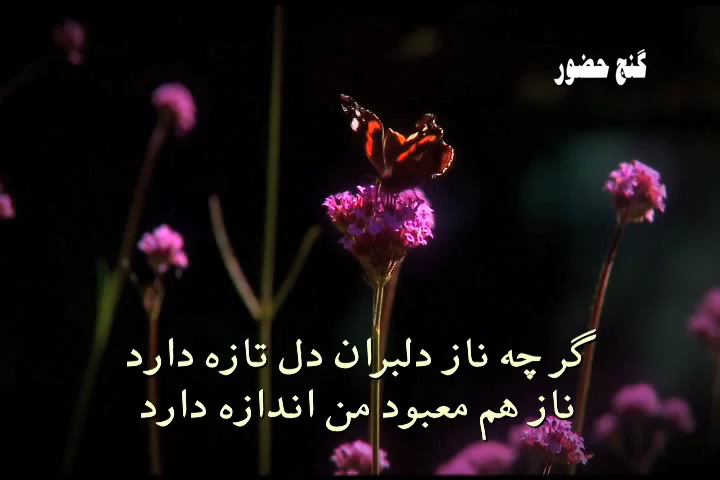 گنج حضور
گر چه ناز دلبران دل تازه دارد
ناز هم معبود من اندازه دارد